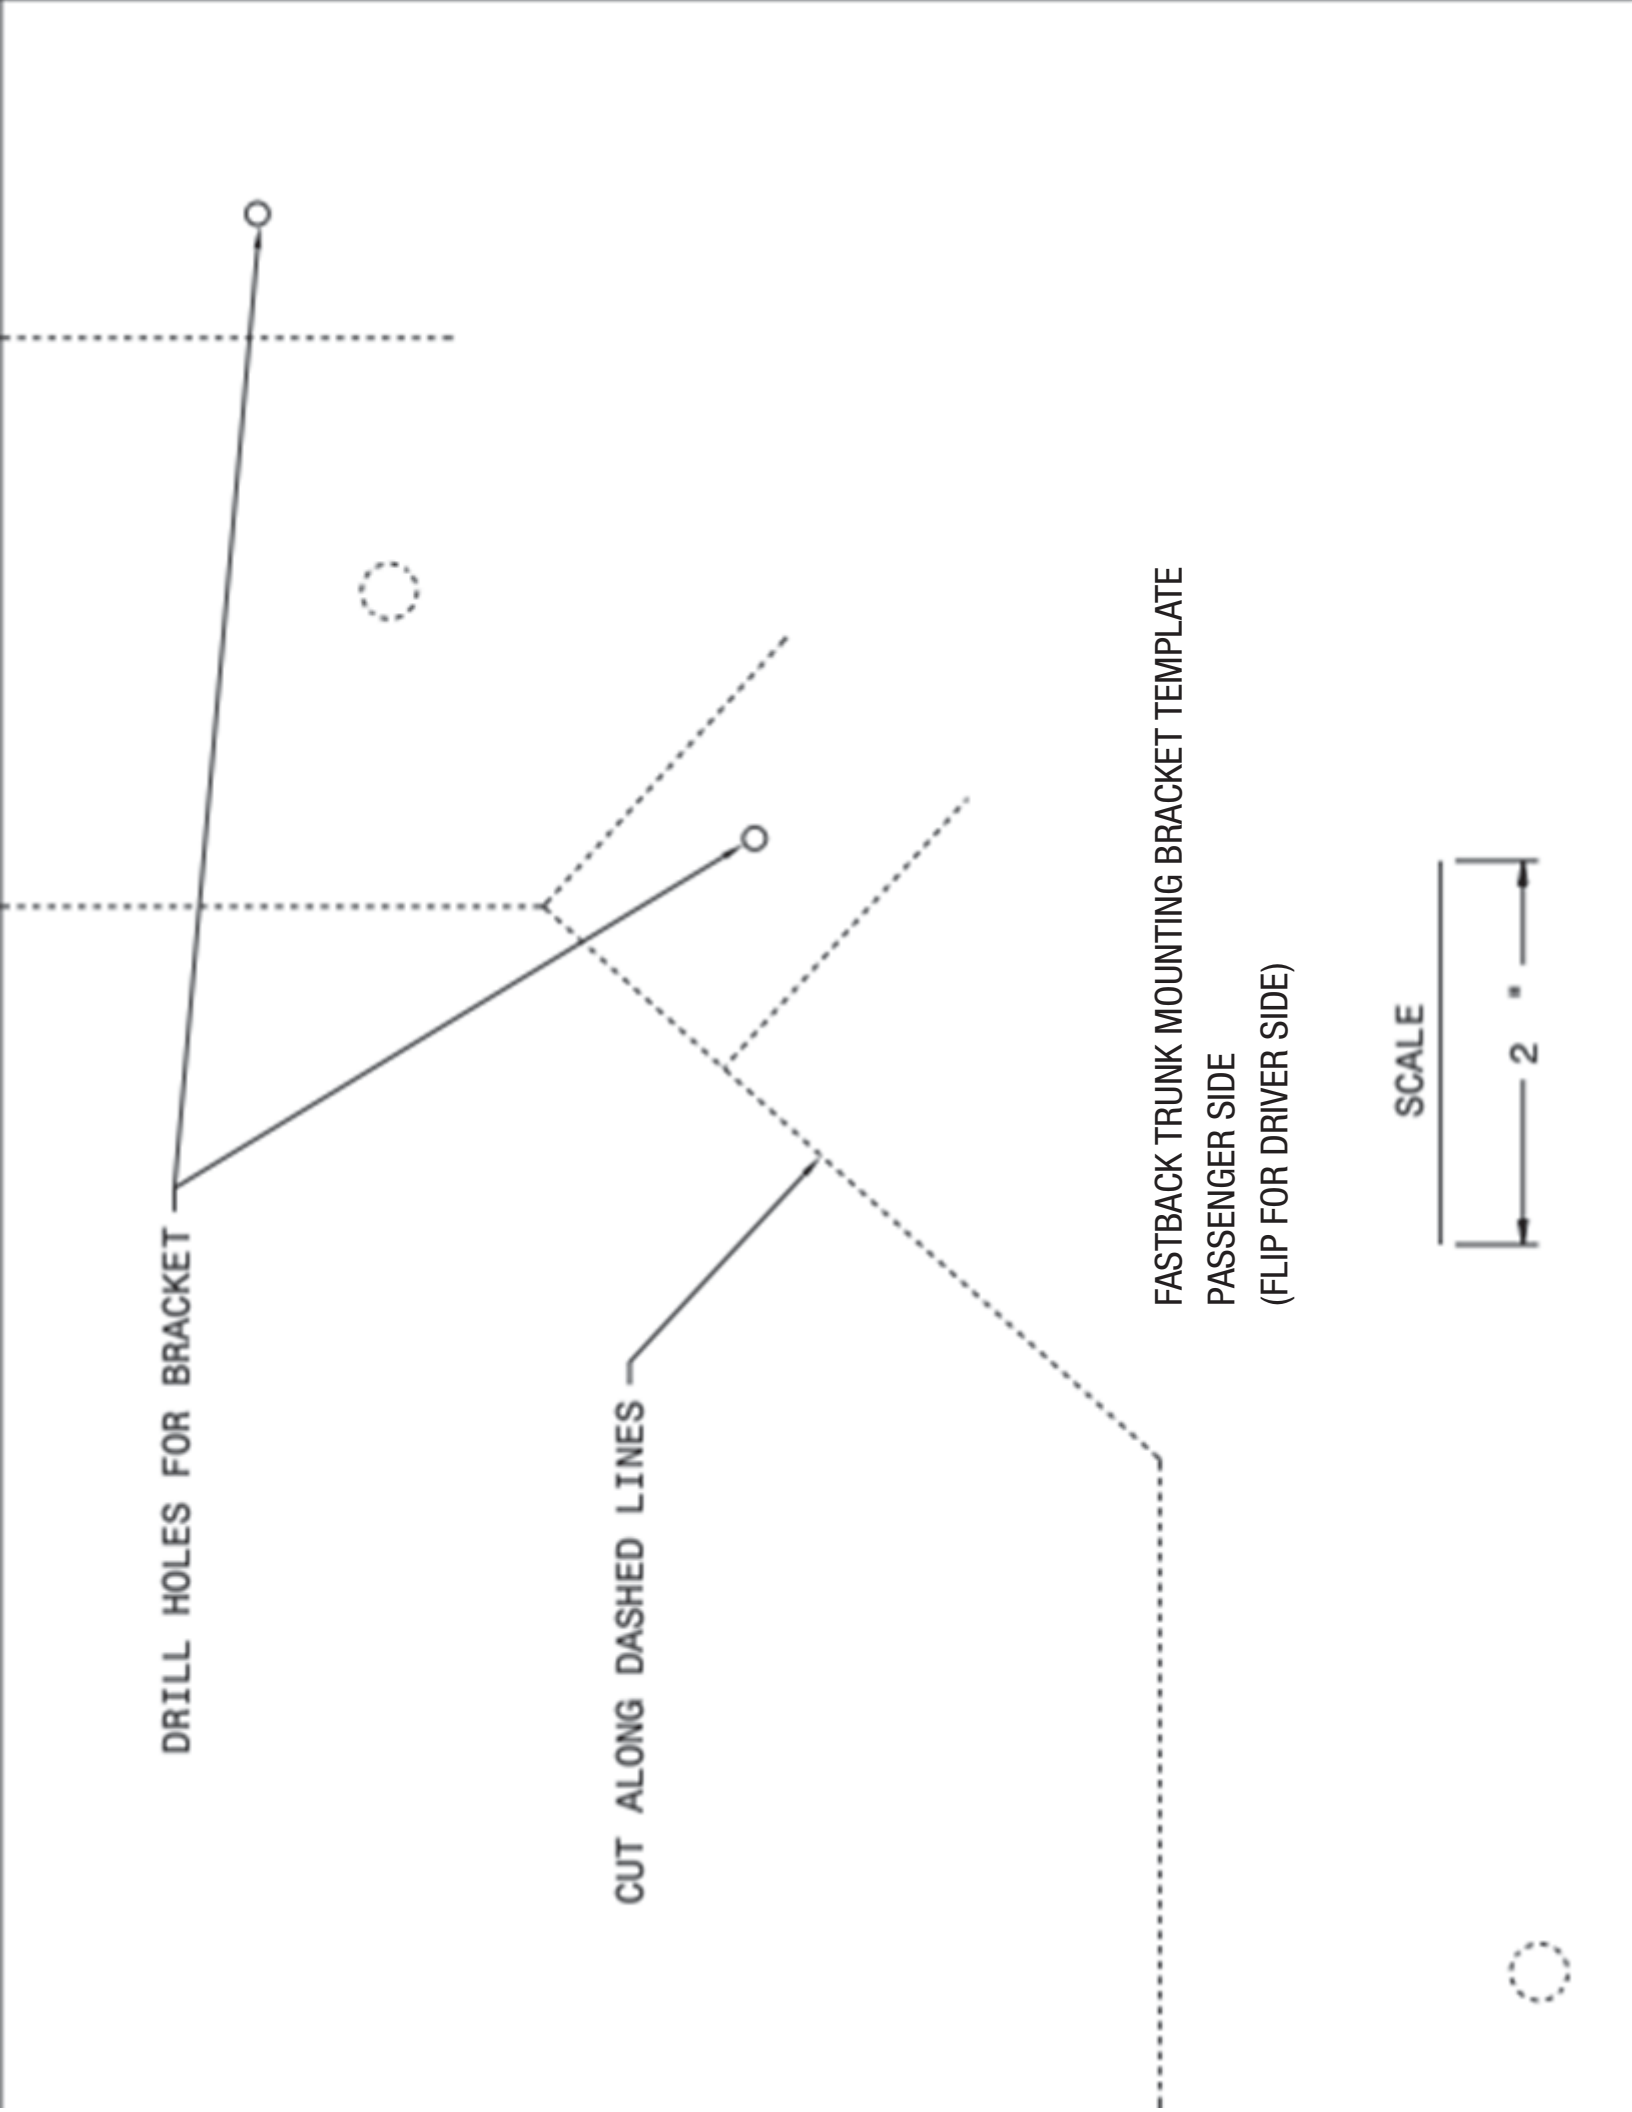 DRILL HOLES FOR BRACKET
CUT ALONG DASHED LINES
FASTBACK TRUNK MOUNTING BRACKET TEMPLATE
PASSENGER SIDE
(FLIP FOR DRIVER SIDE)
SCALE
2"